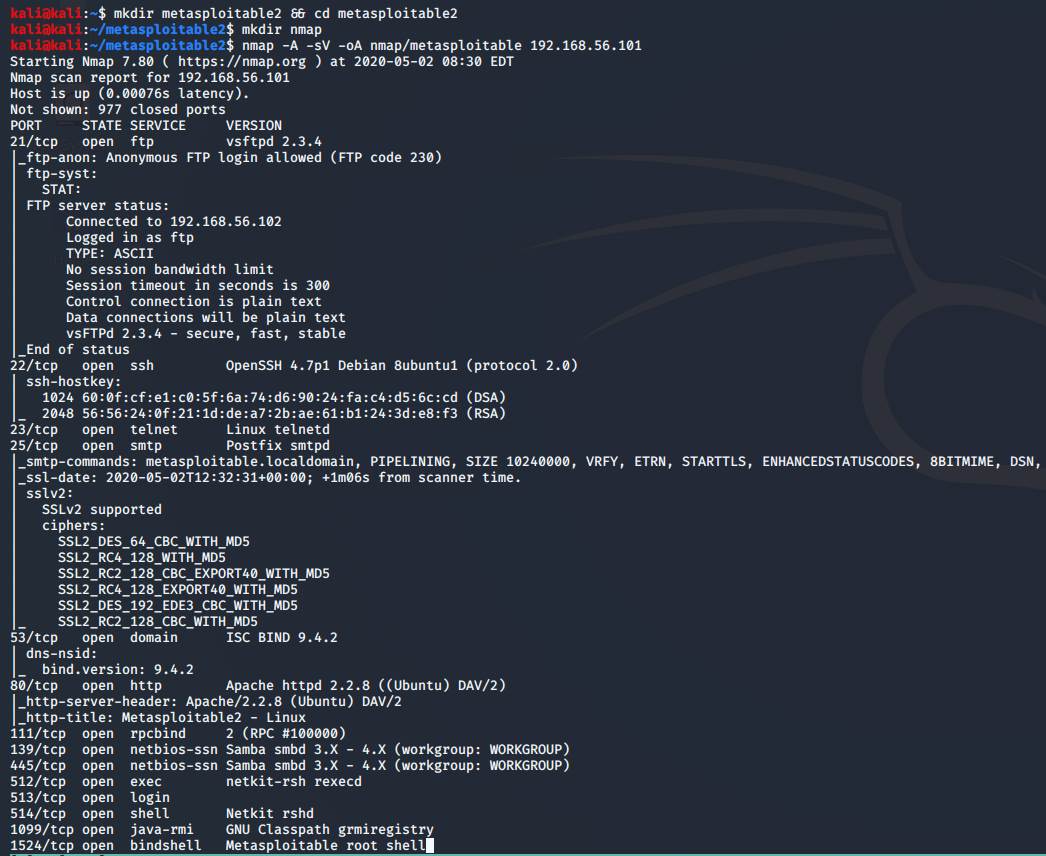 kali@kali:~$ mkdir metasploitable2 && cd metasploitable2
kali@kali:~/metasploitable2$ mkdir nmap
kali@kali:~/metasploitable2$ nmap -A -sV -oA nmap/metasploitable 192.168.56.101
Starting Nmap 7.80 ( https://nmap.org ) at 2020-05-02 08:30 EDT
Nmap scan report for 192.168.56.101
Host is up (0.00076s latency).
Not shown: 977 closed ports
PORT     STATE SERVICE     VERSION
21/tcp   open  ftp         vsftpd 2.3.4
|_ftp-anon: Anonymous FTP login allowed (FTP code 230)
| ftp-syst:
|   STAT:
| FTP server status:
|      Connected to 192.168.56.102
|      Logged in as ftp
|      TYPE: ASCII
|      No session bandwidth limit
|      Session timeout in seconds is 300
|      Control connection is plain text
|      Data connections will be plain text
|      vsFTPd 2.3.4 - secure, fast, stable
|_End of status
22/tcp   open  ssh         OpenSSH 4.7p1 Debian 8ubuntu1 (protocol 2.0)
| ssh-hostkey:
|   1024 60:0f:cf:e1:c0:5f:6a:74:d6:90:24:fa:c4:d5:6c:cd (DSA)
|_  2048 56:56:24:0f:21:1d:de:a7:2b:ae:61:b1:24:3d:e8:f3 (RSA)
23/tcp   open  telnet      Linux telnetd
25/tcp   open  smtp        Postfix smtpd
|_smtp-commands: metasploitable.localdomain, PIPELINING, SIZE 10240000, VRFY, ETRN, STARTTLS, ENHANCEDSTATUSCODES, 8BITMIME, DSN,
|_ssl-date: 2020-05-02T12:32:31+00:00; +1m06s from scanner time.
| sslv2:
|   SSLv2 supported
|   ciphers:
|     SSL2_DES_64_CBC_WITH_MD5
|     SSL2_RC4_128_WITH_MD5
|     SSL2_RC2_128_CBC_EXPORT40_WITH_MD5
|     SSL2_RC4_128_EXPORT40_WITH_MD5
|     SSL2_DES_192_EDE3_CBC_WITH_MD5
|_    SSL2_RC2_128_CBC_WITH_MD5
53/tcp   open  domain      ISC BIND 9.4.2
| dns-nsid:
|_  bind.version: 9.4.2
80/tcp   open  http        Apache httpd 2.2.8 ((Ubuntu) DAV/2)
|_http-server-header: Apache/2.2.8 (Ubuntu) DAV/2
|_http-title: Metasploitable2 - Linux
111/tcp  open  rpcbind     2 (RPC #100000)
139/tcp  open  netbios-ssn Samba smbd 3.X - 4.X (workgroup: WORKGROUP)
445/tcp  open  netbios-ssn Samba smbd 3.X - 4.X (workgroup: WORKGROUP)
512/tcp  open  exec        netkit-rsh rexecd
513/tcp  open  login
514/tcp  open  shell       Netkit rshd
1099/tcp open  java-rmi    GNU Classpath grmiregistry
1524/tcp open  bindshell   Metasploitable root shell